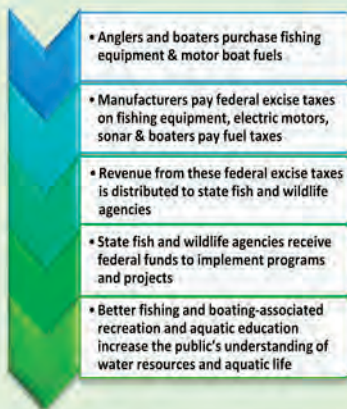 • Anglers and boaters purchase fishing
equipment & motor boat fuels
• Manufacturers pay federal excise taxes
on fishing equipment, electric motors,
sonar & boaters pay fuel taxes
• Revenue from these federal excise taxes
is distributed to state fish and wildlife
agencies
• State fish and wildlife agencies receive
federal funds to implement programs
and projects
• Better fishing and boating-associated
recreation and aquatic education
increase the public's understanding of
water resources and aquatic life